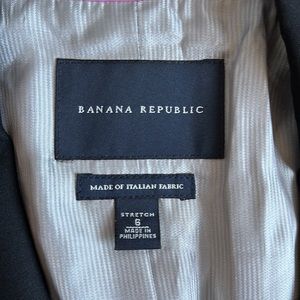 BANANA REPUBLIC
MADE OF ITALIAN FABRIC
STRETCH
6
MADE IN
PHILIPPINES